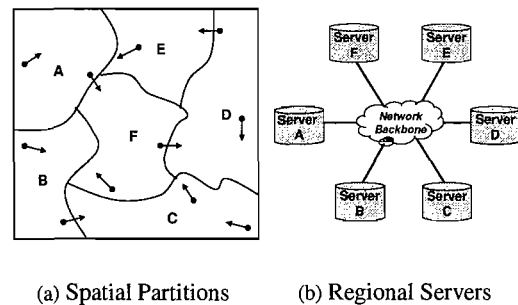 A
E
D
F
B
C
Server
F
Server
E
Server
A
Network
Backbone
Server
D
Server
B
Server
C
(a) Spatial Partitions
(b) Regional Servers